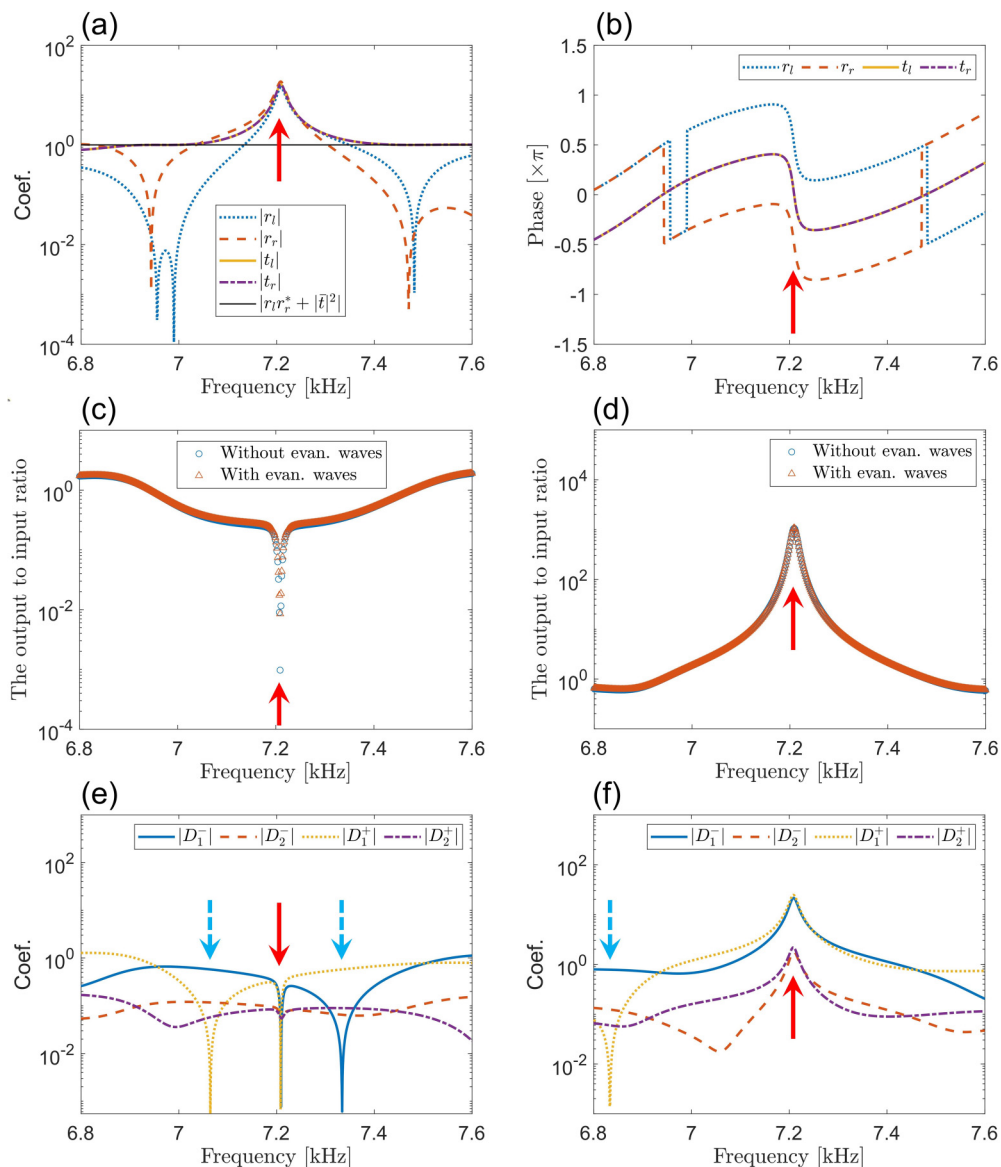 (a)
10^2
10^0
10^-2
10^-4
Coef.
|r_l|
|r_r|
|t_l|
|t_r|
|r_l r_r^* + |t̄|^2|
6.8 7 7.2 7.4 7.6
Frequency [kHz]
(b)
1.5
1
0.5
0
-0.5
-1
-1.5
Phase [×π]
r_l r_r t_l t_r
6.8 7 7.2 7.4 7.6
Frequency [kHz]
(c)
10^0
10^-2
10^-4
The output to input ratio
Without evan. waves
With evan. waves
6.8 7 7.2 7.4 7.6
Frequency [kHz]
(d)
10^4
10^2
10^0
The output to input ratio
Without evan. waves
With evan. waves
6.8 7 7.2 7.4 7.6
Frequency [kHz]
(e)
|D_1^-| |D_2^-| |D_1^+| |D_2^+|
10^2
10^0
10^-2
Coef.
6.8 7 7.2 7.4 7.6
Frequency [kHz]
(f)
|D_1^-| |D_2^-| |D_1^+| |D_2^+|
10^2
10^0
10^-2
Coef.
6.8 7 7.2 7.4 7.6
Frequency [kHz]